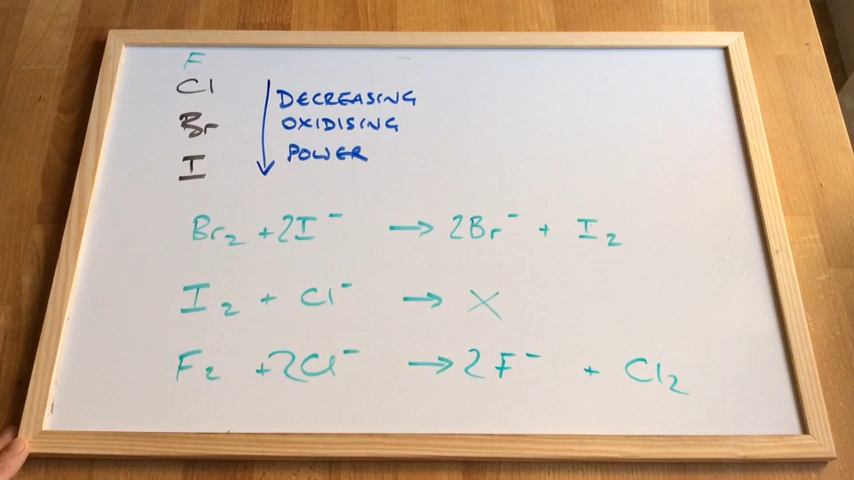 F
Cl
Br
I
↓ DECREASING
OXIDISING
POWER
Br₂ + 2I⁻ → 2Br⁻ + I₂
I₂ + Cl⁻ → X
F₂ + 2Cl⁻ → 2F⁻ + Cl₂